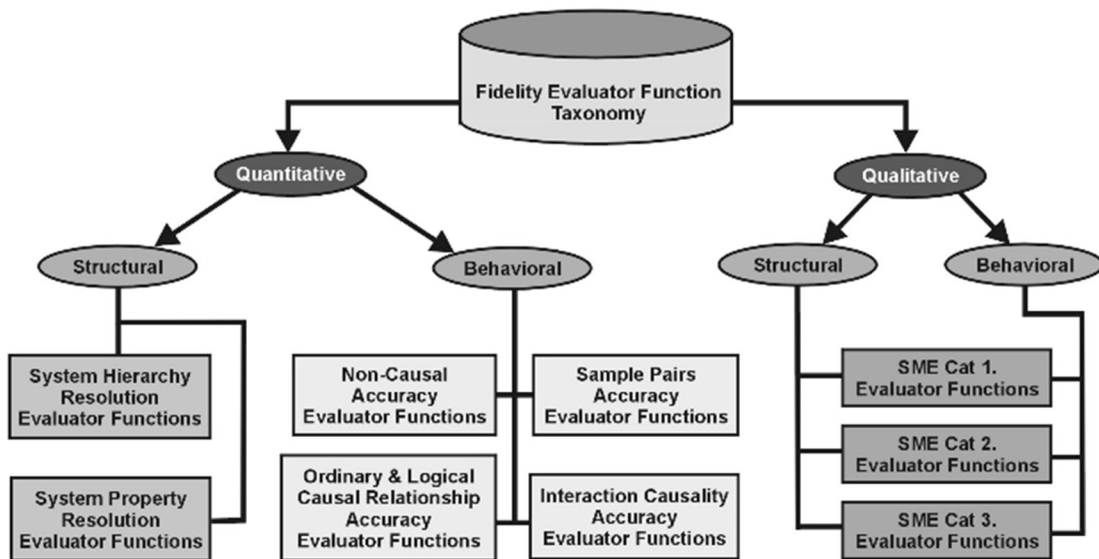 Fidelity Evaluator Function
Taxonomy
Quantitative
Qualitative
Structural
Behavioral
Structural
Behavioral
System Hierarchy
Resolution
Evaluator Functions
Non-Causal
Accuracy
Evaluator Functions
Sample Pairs
Accuracy
Evaluator Functions
SME Cat 1.
Evaluator Functions
SME Cat 2.
Evaluator Functions
System Property
Resolution
Evaluator Functions
Ordinary & Logical
Causal Relationship
Accuracy
Evaluator Functions
Interaction Causality
Accuracy
Evaluator Functions
SME Cat 3.
Evaluator Functions